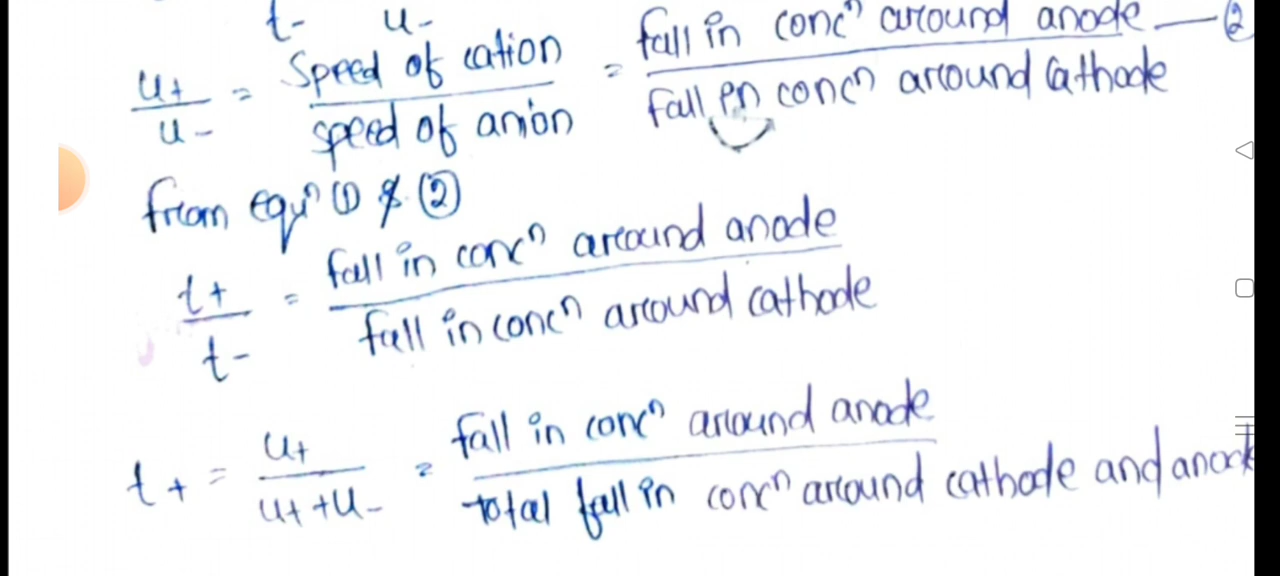 t- u-
u+/u- = Speed of cation/speed of anion = fall in concⁿ around anode/fall in concⁿ around Cathode — ②
from equⁿ ① & ②
t+/t- = fall in concⁿ around anode/fall in concⁿ around cathode
t+ = u+/u+ +u- = fall in concⁿ around anode/total fall in concⁿ around cathode and anode